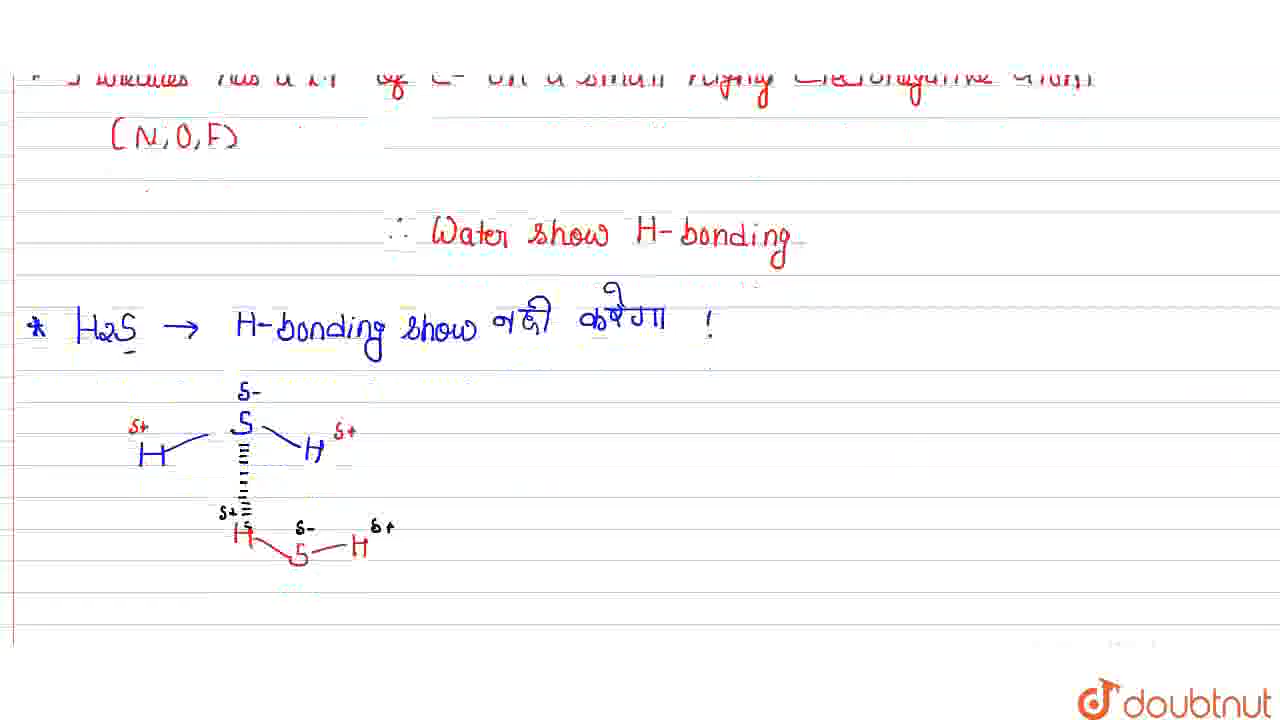 (N, O, F)
∴ Water show H-bonding
* H2S → H-bonding show नही करेगा !
δ-
δ+ S δ+
H H
δ+ δ- δ+
H S H
doubtnut